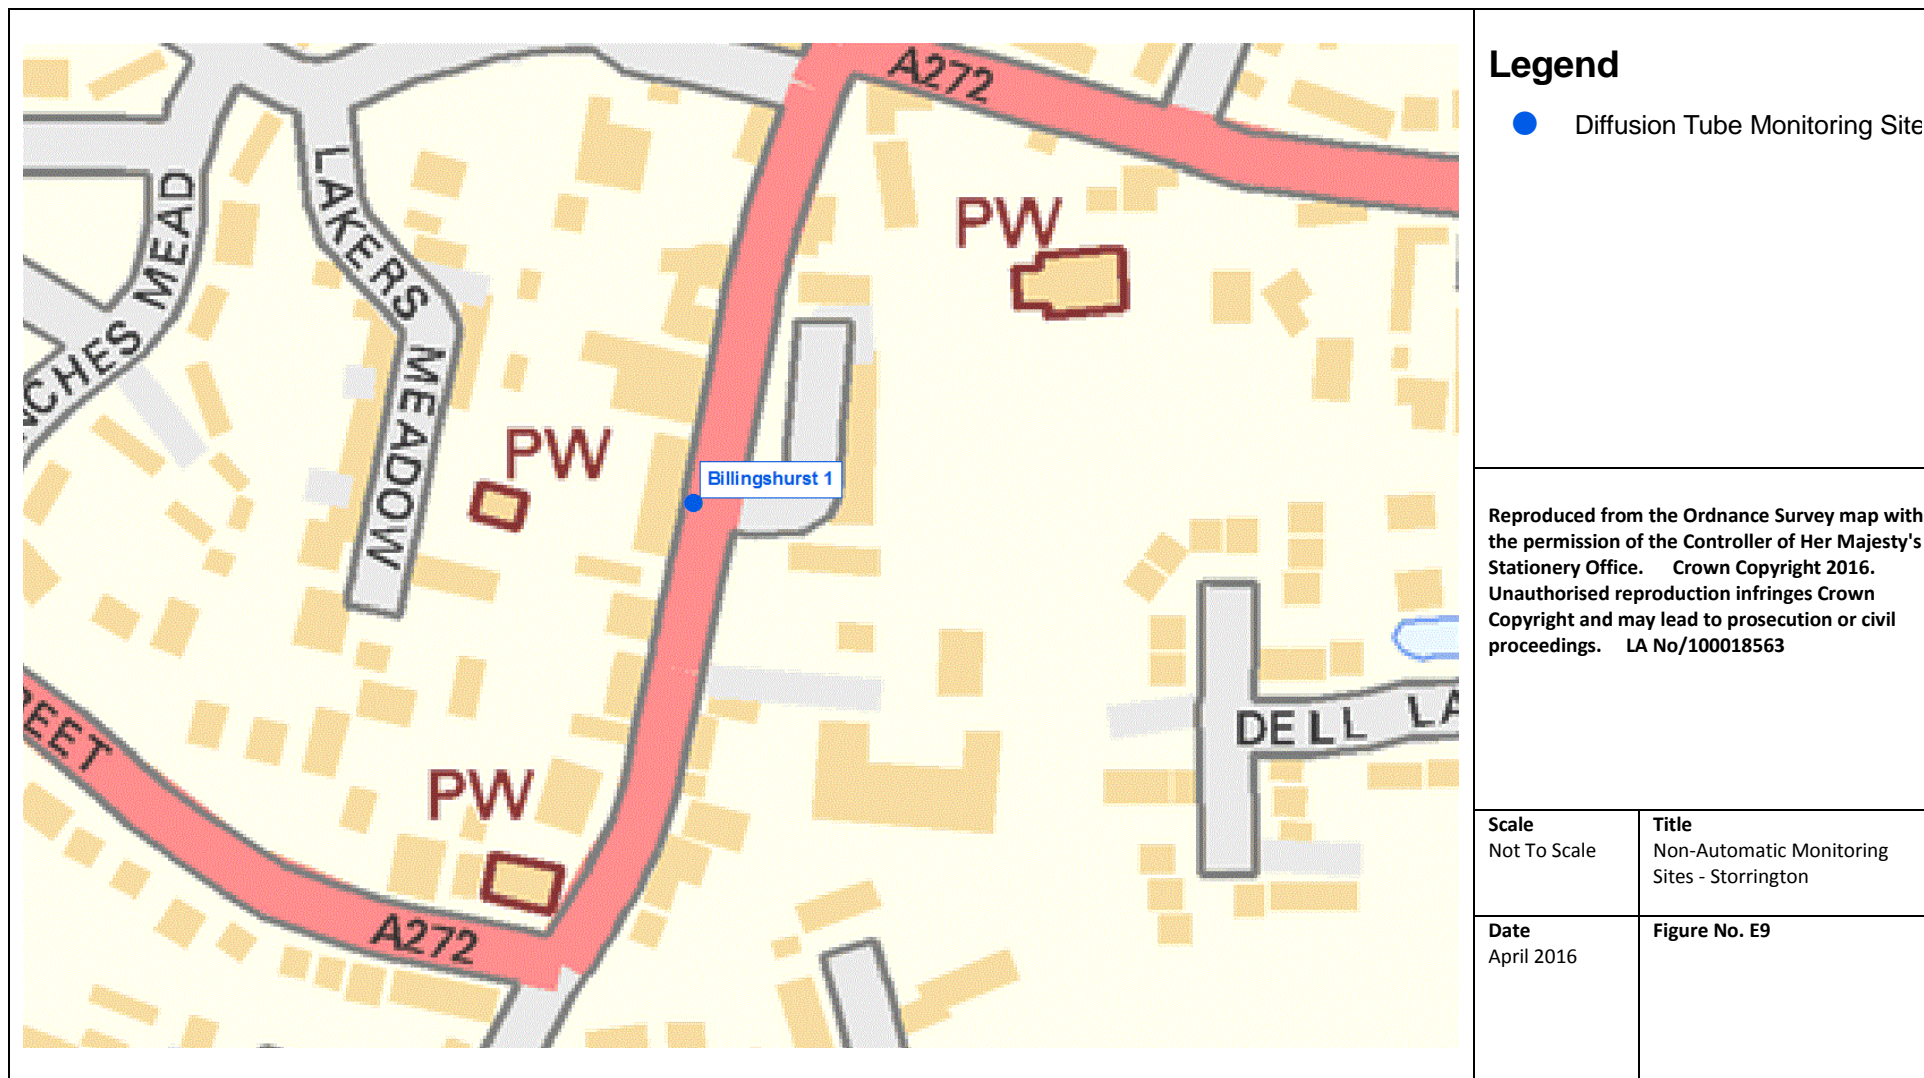 A272
LAKERS MEADOW
NCHES MEAD
PW
PW
Billingshurst 1
REET
PW
A272
DELL LA
Legend
Diffusion Tube Monitoring Site
Reproduced from the Ordnance Survey map with
the permission of the Controller of Her Majesty's
Stationery Office. Crown Copyright 2016.
Unauthorised reproduction infringes Crown
Copyright and may lead to prosecution or civil
proceedings. LA No/100018563
Scale
Not To Scale
Title
Non-Automatic Monitoring
Sites - Storrington
Date
April 2016
Figure No. E9